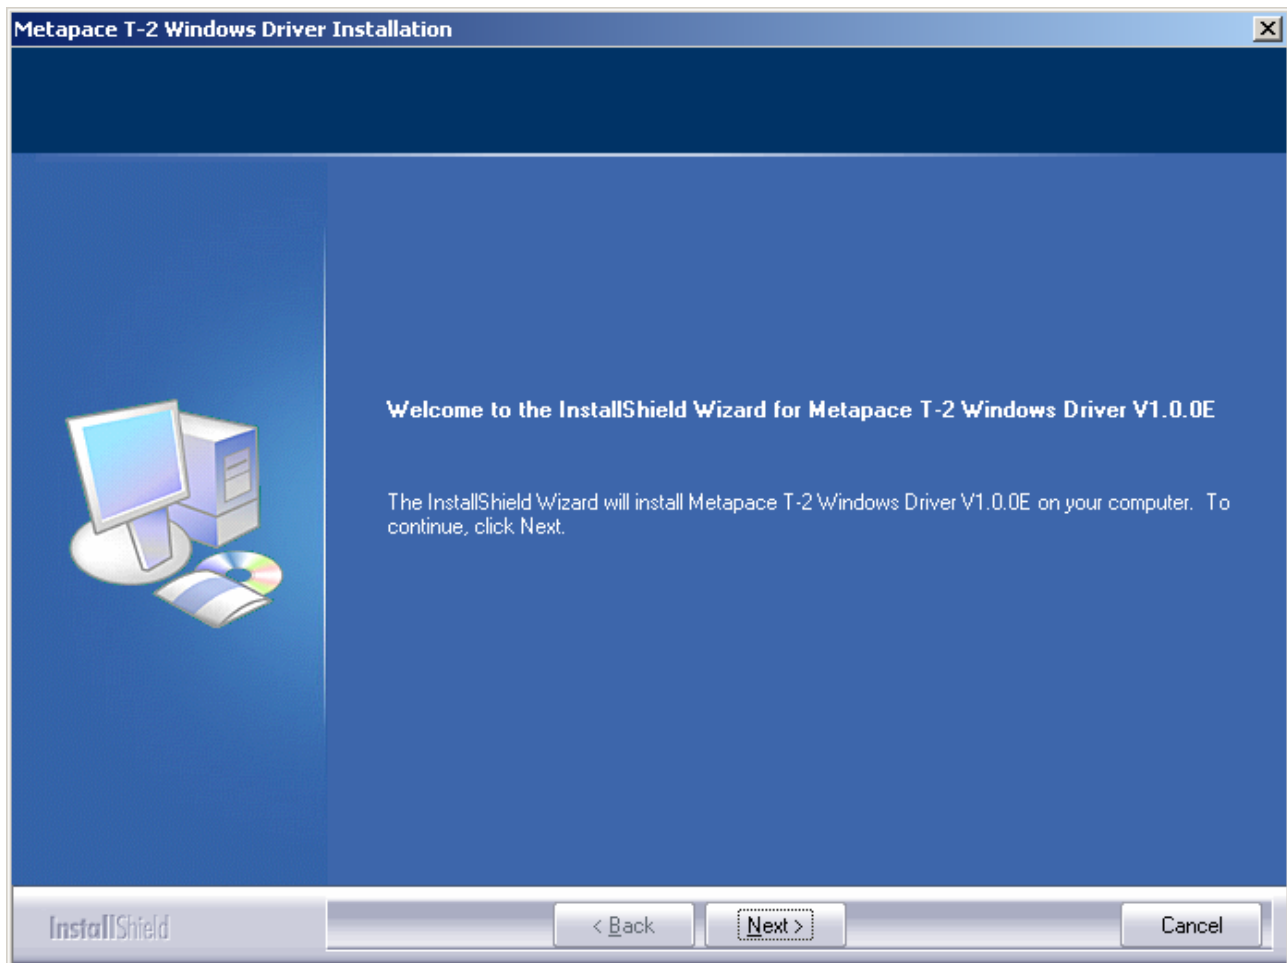 Metapace T-2 Windows Driver Installation
Welcome to the InstallShield Wizard for Metapace T-2 Windows Driver V1.0.0E
The InstallShield Wizard will install Metapace T-2 Windows Driver V1.0.0E on your computer.  To
continue, click Next.
InstallShield
< Back
Next >
Cancel